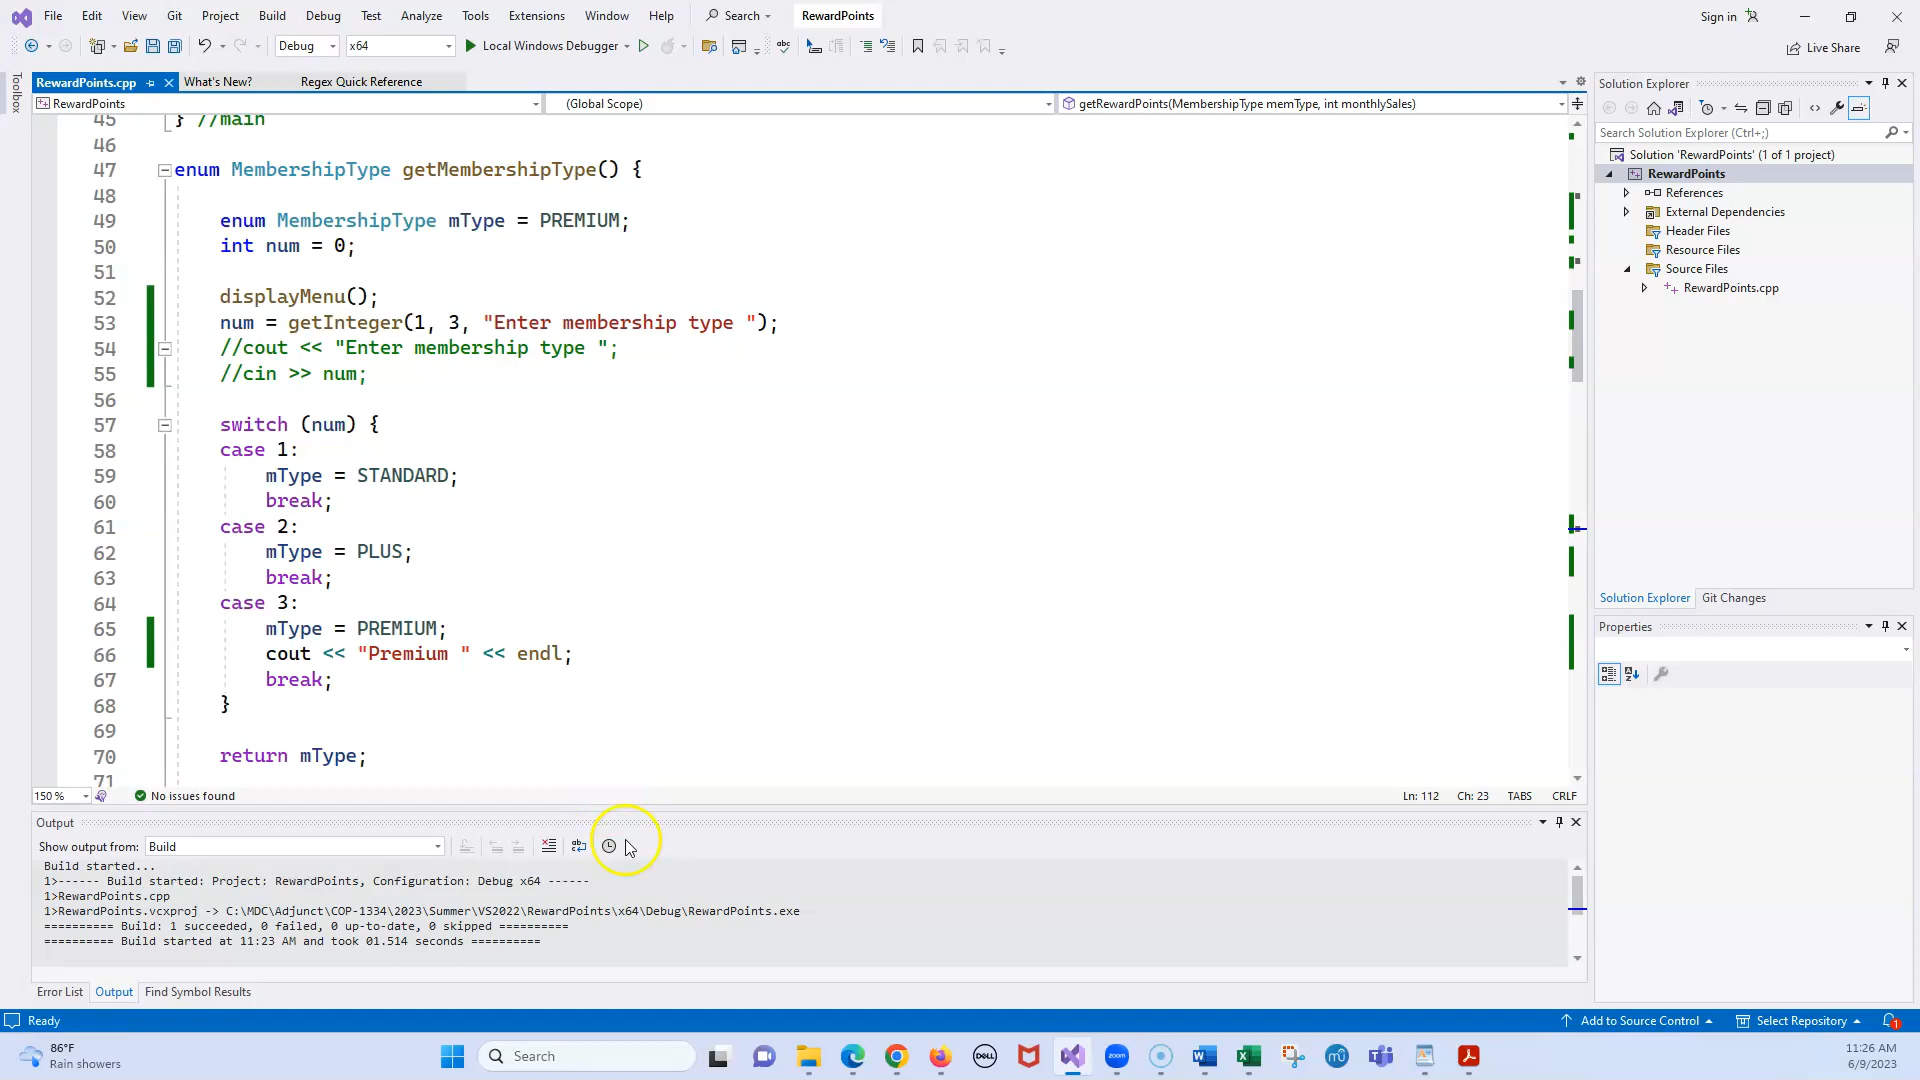 File Edit View Git Project Build Debug Test Analyze Tools Extensions Window Help Search RewardPoints Sign in
Debug x64 Local Windows Debugger Live Share
Toolbox
RewardPoints.cpp What's New? Regex Quick Reference
RewardPoints (Global Scope) getRewardPoints(MembershipType memType, int monthlySales)
45 } //main
46
47 enum MembershipType getMembershipType() {
48
49 enum MembershipType mType = PREMIUM;
50 int num = 0;
51
52 displayMenu();
53 num = getInteger(1, 3, "Enter membership type ");
54 //cout << "Enter membership type ";
55 //cin >> num;
56
57 switch (num) {
58 case 1:
59 mType = STANDARD;
60 break;
61 case 2:
62 mType = PLUS;
63 break;
64 case 3:
65 mType = PREMIUM;
66 cout << "Premium " << endl;
67 break;
68 }
69
70 return mType;
71
150 % No issues found Ln: 112 Ch: 23 TABS CRLF
Output
Show output from: Build
Build started...
1>------ Build started: Project: RewardPoints, Configuration: Debug x64 ------
1>RewardPoints.cpp
1>RewardPoints.vcxproj -> C:\MDC\Adjunct\COP-1334\2023\Summer\VS2022\RewardPoints\x64\Debug\RewardPoints.exe
========== Build: 1 succeeded, 0 failed, 0 up-to-date, 0 skipped ==========
========== Build started at 11:23 AM and took 01.514 seconds ==========
Error List Output Find Symbol Results
Solution Explorer
Search Solution Explorer (Ctrl+;)
Solution 'RewardPoints' (1 of 1 project)
RewardPoints
References
External Dependencies
Header Files
Resource Files
Source Files
RewardPoints.cpp
Solution Explorer Git Changes
Properties
Ready Add to Source Control Select Repository 1
86°F
Rain showers
Search
DELL
zoom
11:26 AM
6/9/2023